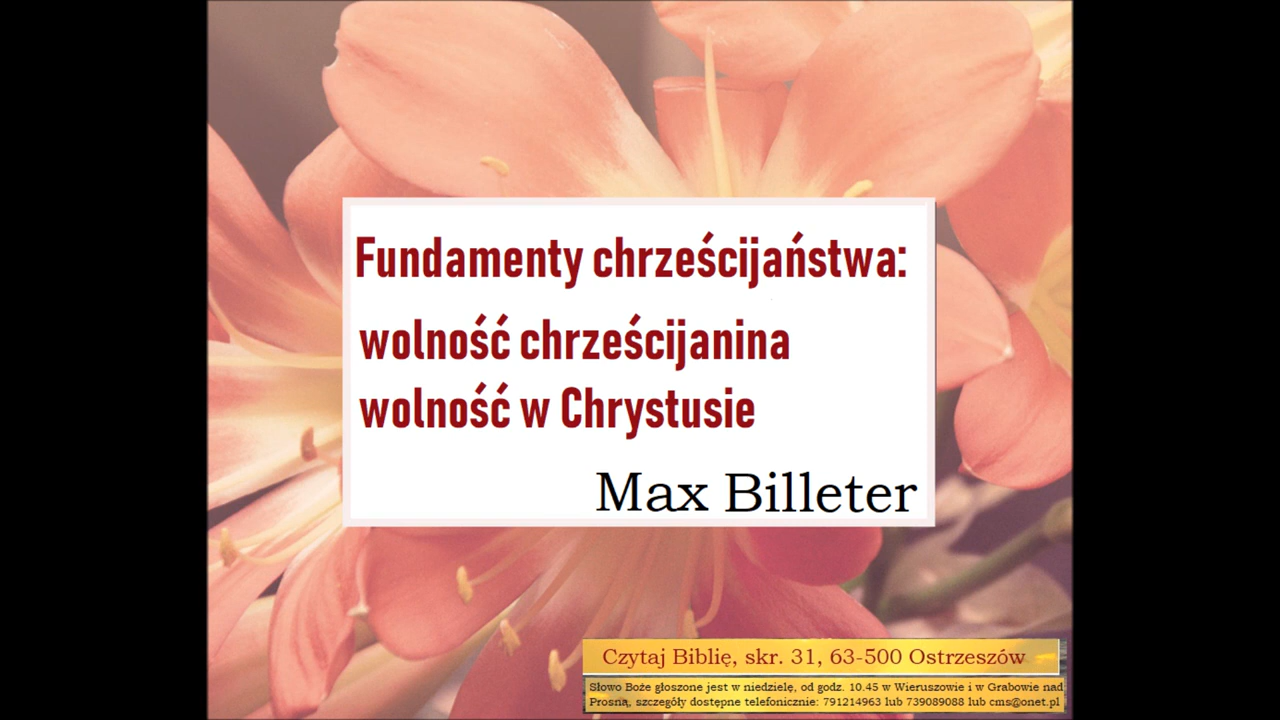 Fundamenty chrześcijaństwa:
wolność chrześcijanina
wolność w Chrystusie
Max Billeter
Czytaj Biblię, skr. 31, 63-500 Ostrzeszów
Słowo Boże głoszone jest w niedzielę, od godz. 10.45 w Wieruszowie i w Grabowie nad
Prosną, szczegóły dostępne telefonicznie: 791214963 lub 739089088 lub cms@onet.pl